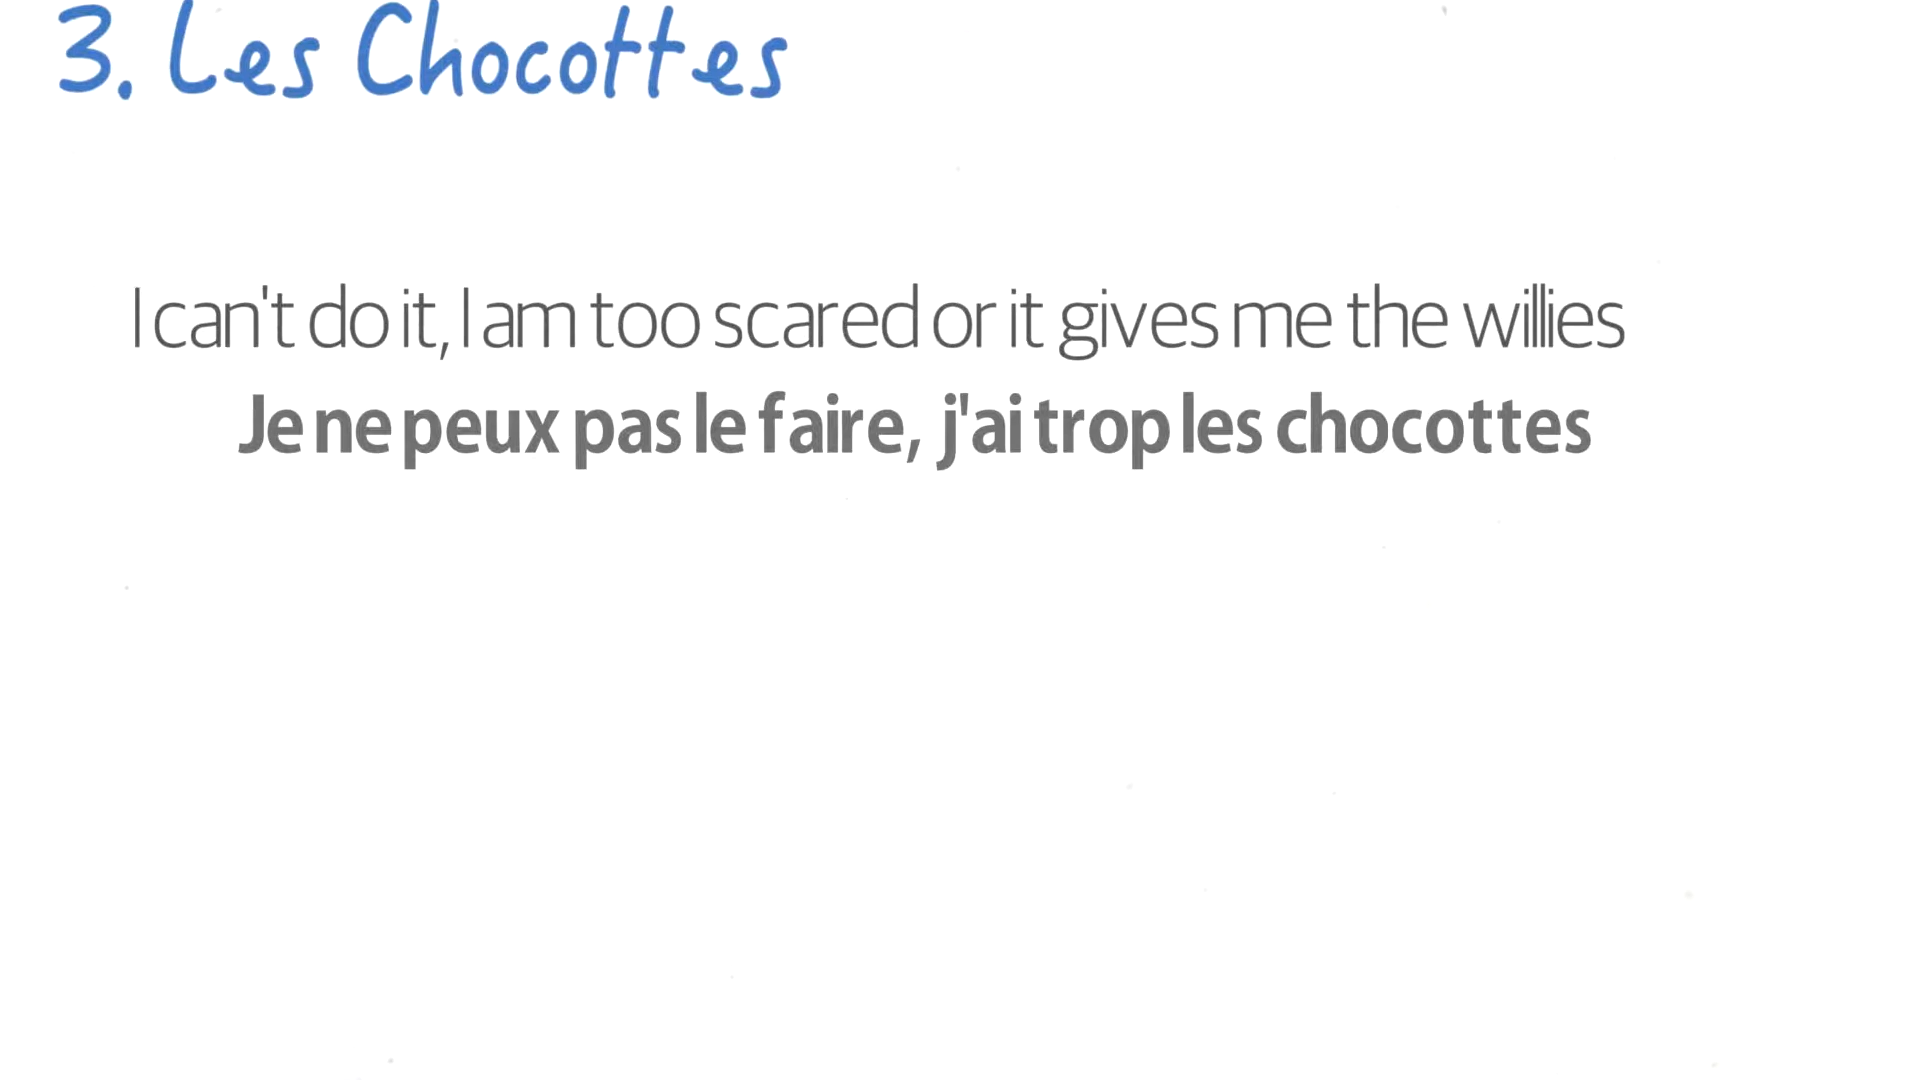 3. Les Chocottes
I can't do it, I am too scared or it gives me the willies
Je ne peux pas le faire, j'ai trop les chocottes